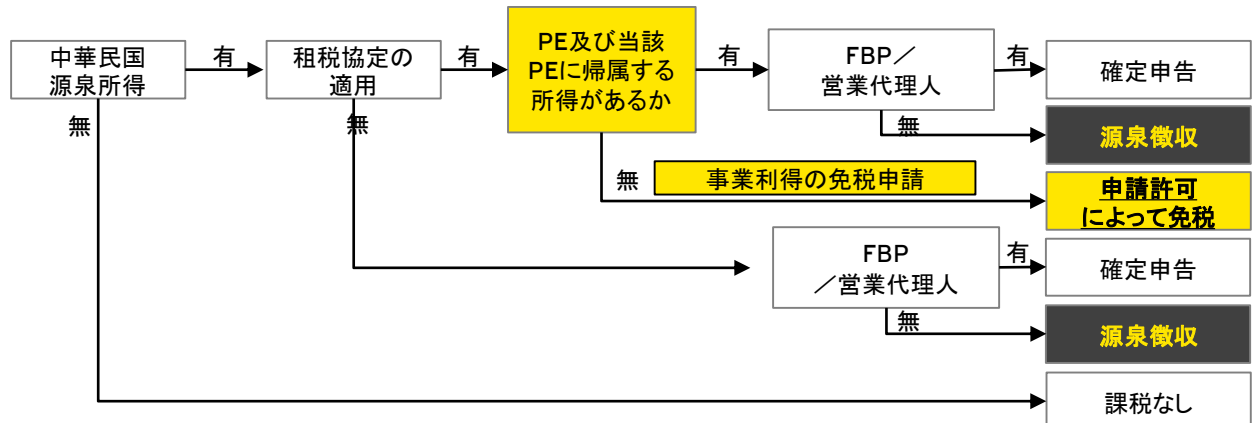 中華民国
源泉所得
有
租税協定の
適用
有
PE及び当該
PEに帰属する
所得があるか
有
FBP／
営業代理人
有
確定申告
無
源泉徴収
無
事業利得の免税申請
申請許可
によって免税
無
FBP
／営業代理人
有
確定申告
無
源泉徴収
無
課税なし